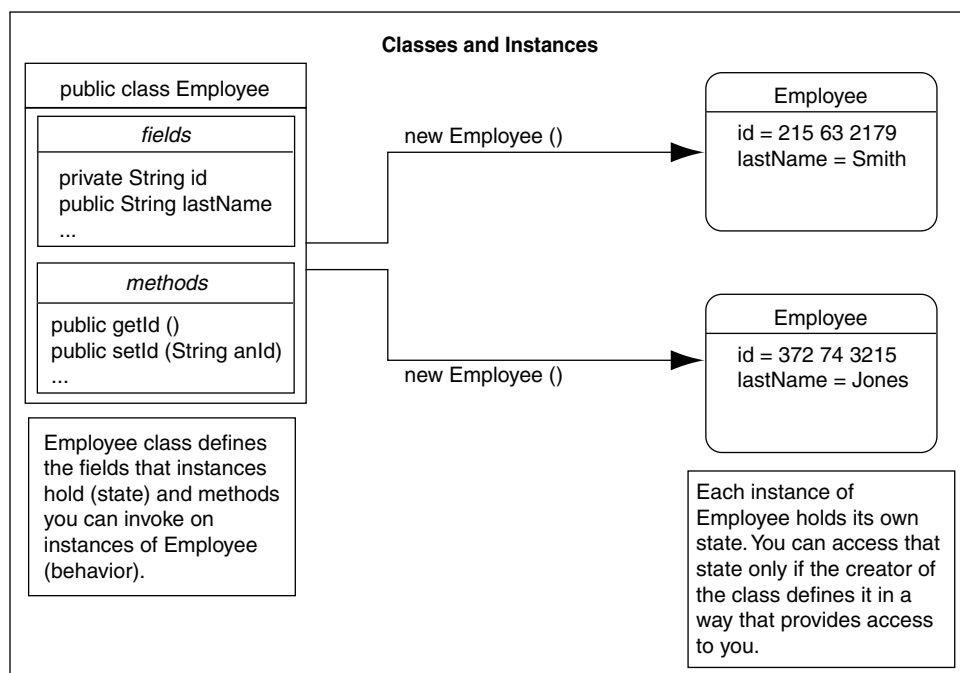 Classes and Instances
public class Employee
fields
private String id
public String lastName
...
methods
public getId ()
public setId (String anId)
...
Employee class defines
the fields that instances
hold (state) and methods
you can invoke on
instances of Employee
(behavior).
new Employee ()
new Employee ()
Employee
id = 215 63 2179
lastName = Smith
Employee
id = 372 74 3215
lastName = Jones
Each instance of
Employee holds its own
state. You can access that
state only if the creator of
the class defines it in a
way that provides access
to you.